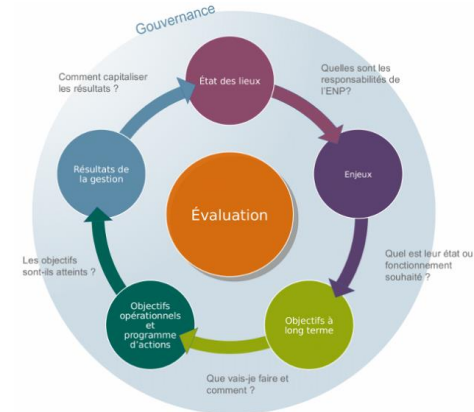 Gouvernance
État des lieux
Quelles sont les
responsabilités de
l'ENP?
Enjeux
Quel est leur état ou
fonctionnement
souhaité ?
Objectifs à
long terme
Que vais-je faire et
comment ?
Objectifs
opérationnels
et
programme
d'actions
Les objectifs
sont-ils atteints ?
Résultats de
la gestion
Comment capitaliser
les résultats ?
Évaluation